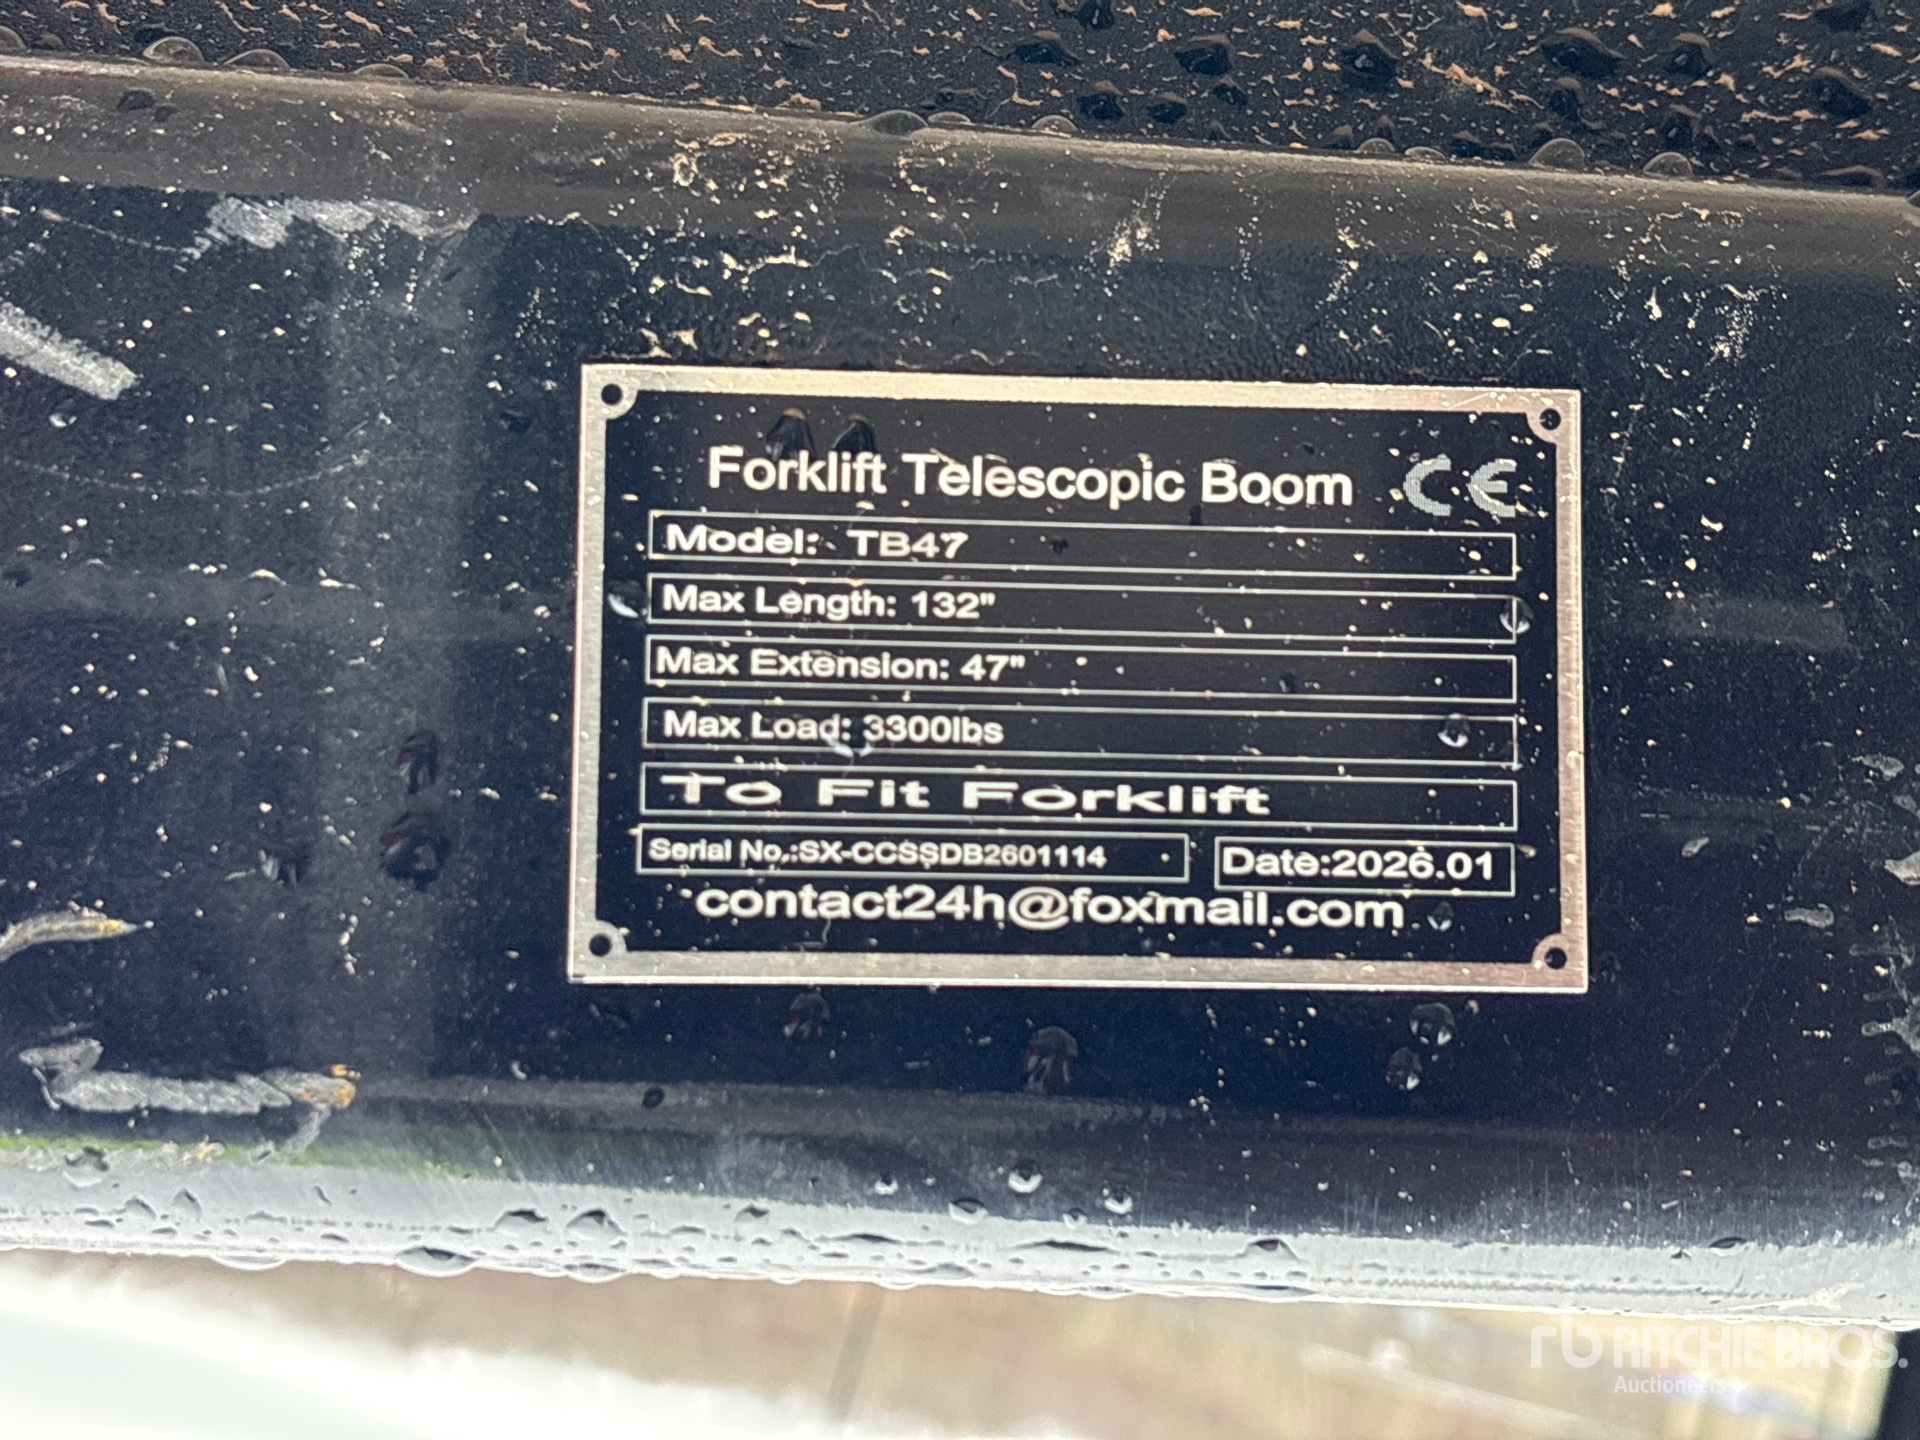 Forklift Telescopic Boom CE
Model: TB47
Max Length: 132"
Max Extension: 47"
Max Load: 3300lbs
To Fit Forklift
Serial No.:SX-CCSSDB2601114 Date:2026.01
contact24h@foxmail.com
rb RITCHIE BROS.
Auctioneers